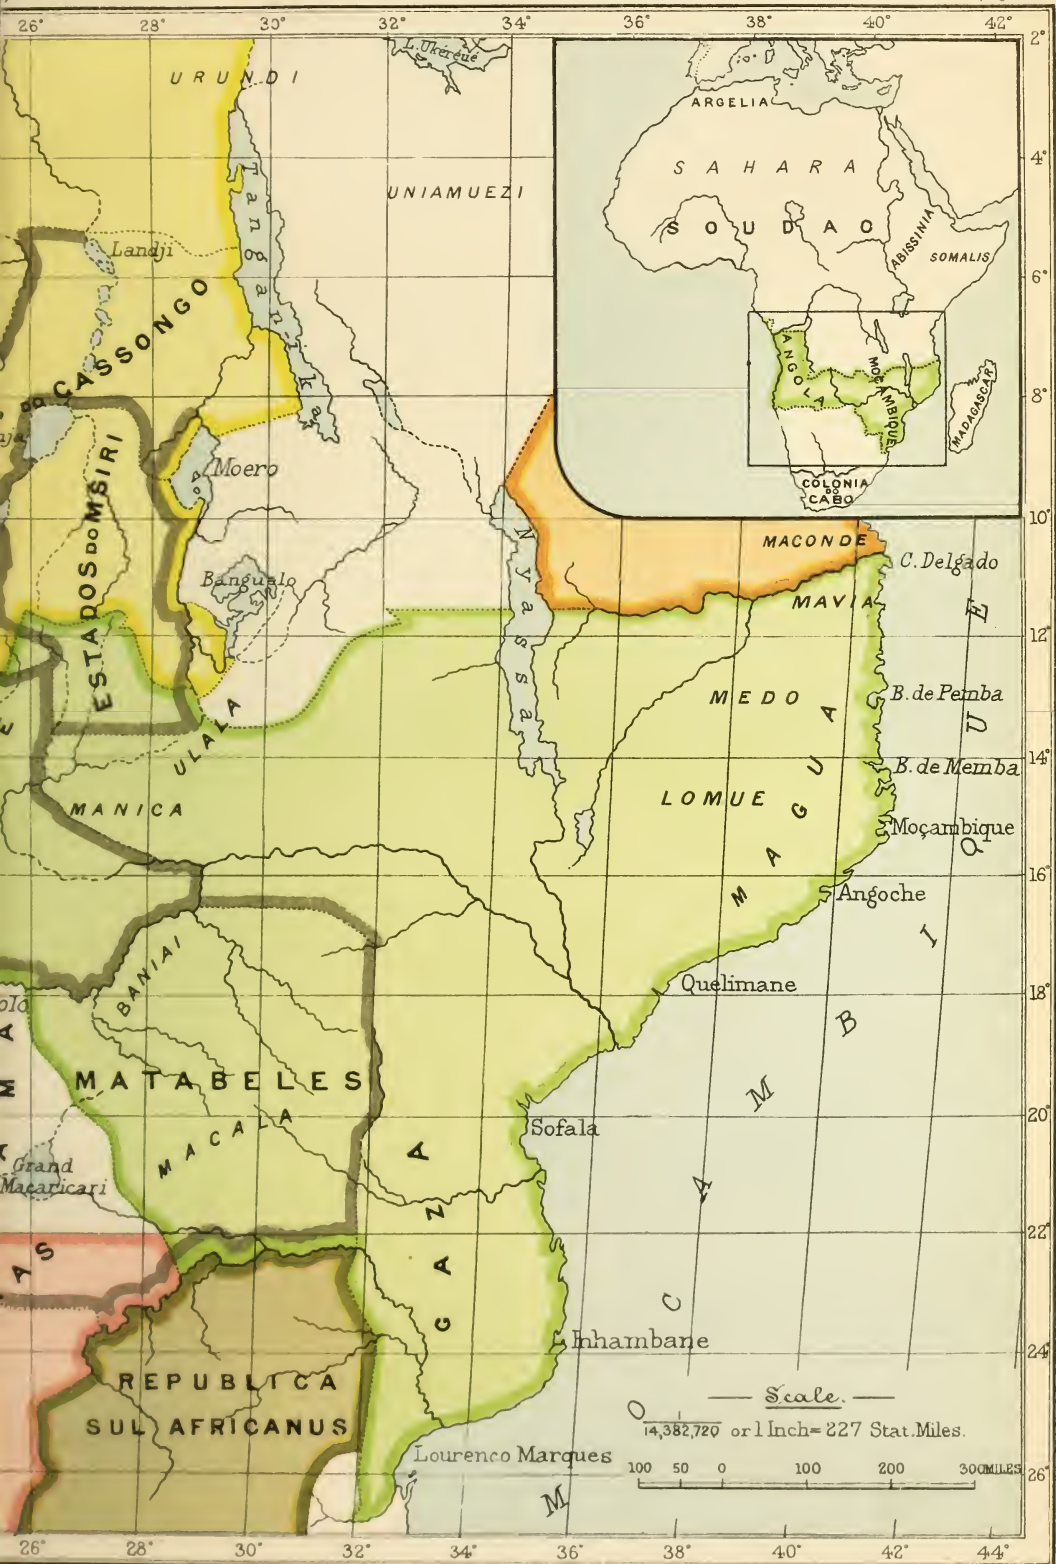 26° 28° 30° 32° 34° 36° 38° 40° 42°
2°
L. Ukéréué
URUNDI
ARGELIA
4°
SAHARA
UNIAMUEZI
Tanganika
SOUDAO
ABISSINIA
SOMALIS
Landji
6°
CASSONGO
DO
ANGOLA
MOÇAMBIQUE
MADAGASCAR
8°
ESTADOS DO MSIRI
Moero
COLONIA
DO
CABO
10°
Nyassa
MACONDE
C. Delgado
Banguelo
MAVIA
12°
MEDO
B. de Pemba
ULALA
14°
B. de Memba
MANICA
LOMUE
MAGUA
Moçambique
16°
Angoche
BANIAI
Quelimane
18°
MATABELES
MACALA
20°
Sofala
Grand
Macaricari
GAZA
22°
AS
Inhambane
24°
REPUBLICA
SUL AFRICANUS
Scale.
1/14,382,720 or 1 Inch = 227 Stat. Miles.
Lourenco Marques
100 50 0 100 200 300 MILES
26°
O MOCAMBIQUE
26° 28° 30° 32° 34° 36° 38° 40° 42° 44°